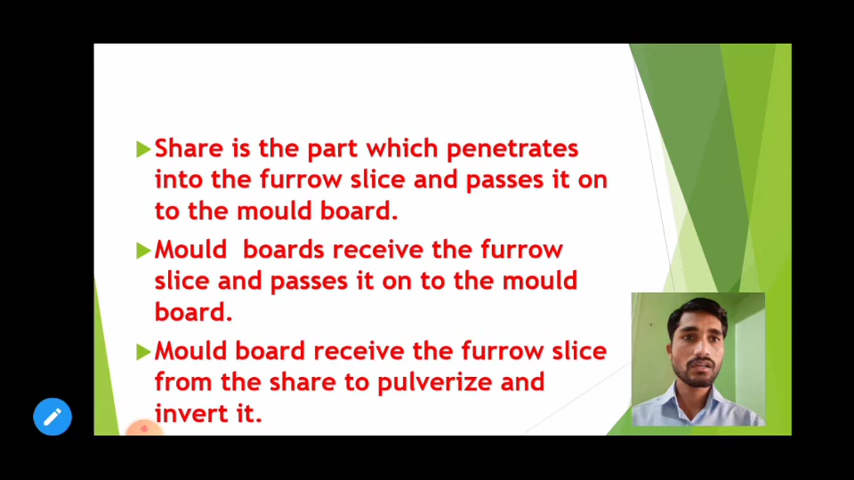 Share is the part which penetrates
into the furrow slice and passes it on
to the mould board.
Mould boards receive the furrow
slice and passes it on to the mould
board.
Mould board receive the furrow slice
from the share to pulverize and
invert it.